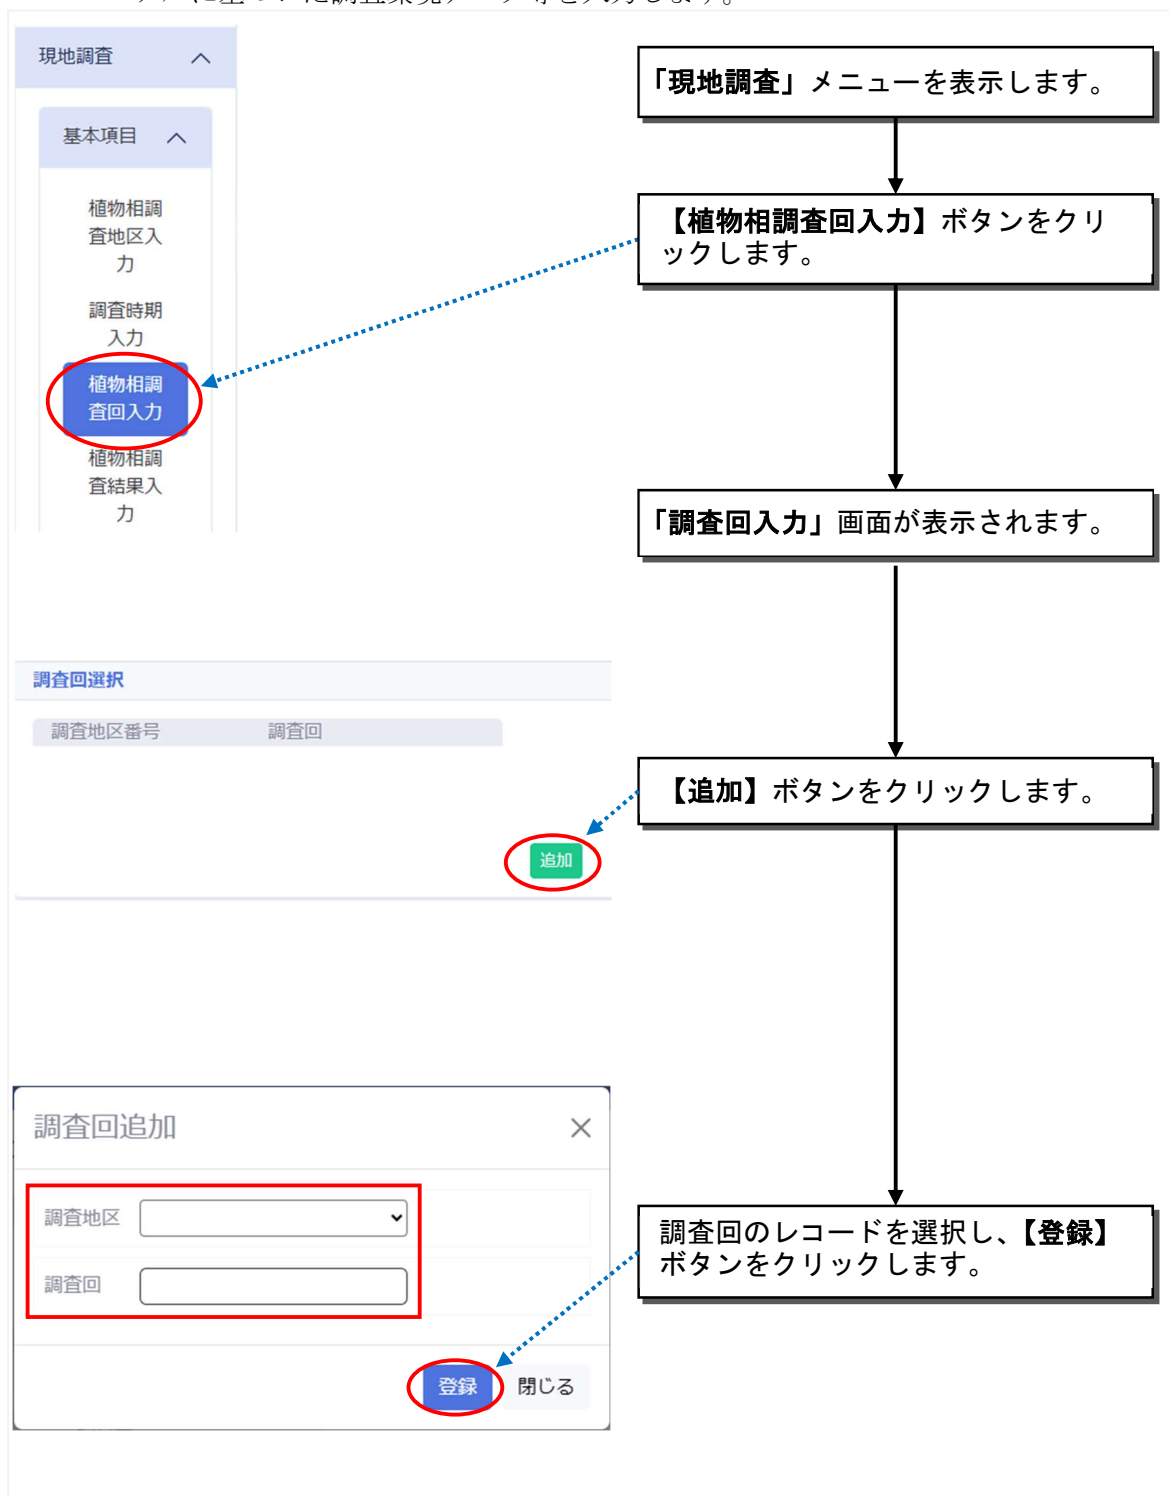 現地調査
基本項目
植物相調
査地区入
力
調査時期
入力
植物相調
査回入力
植物相調
査結果入
力
「現地調査」メニューを表示します。
【植物相調査回入力】ボタンをクリ
ックします。
「調査回入力」画面が表示されます。
調査回選択
調査地区番号 調査回
追加
【追加】ボタンをクリックします。
調査回追加
調査地区
調査回
登録 閉じる
調査回のレコードを選択し、【登録】
ボタンをクリックします。